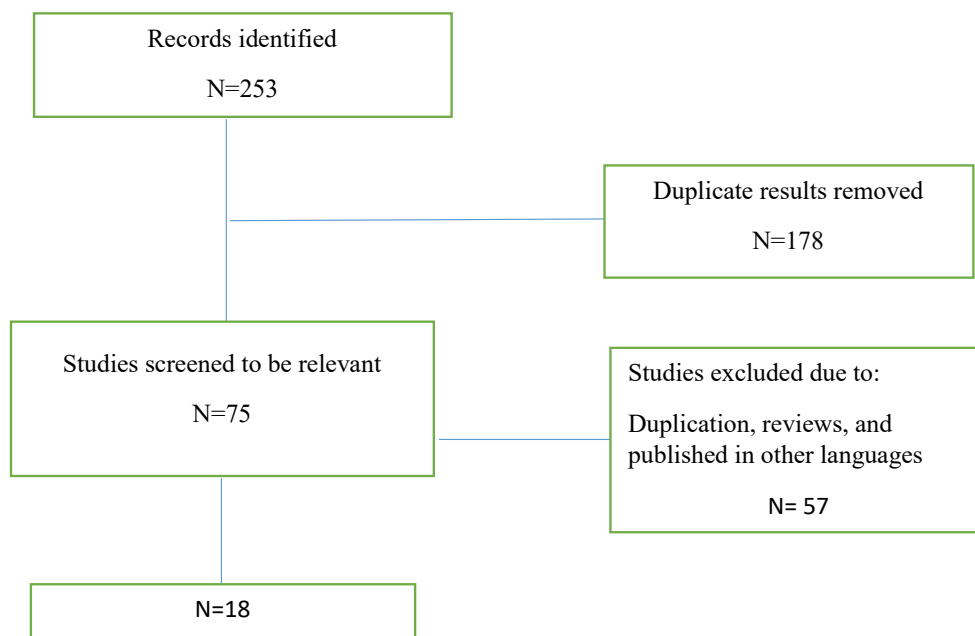 Records identified
N=253
Duplicate results removed
N=178
Studies screened to be relevant
N=75
Studies excluded due to:
Duplication, reviews, and
published in other languages
N= 57
N=18